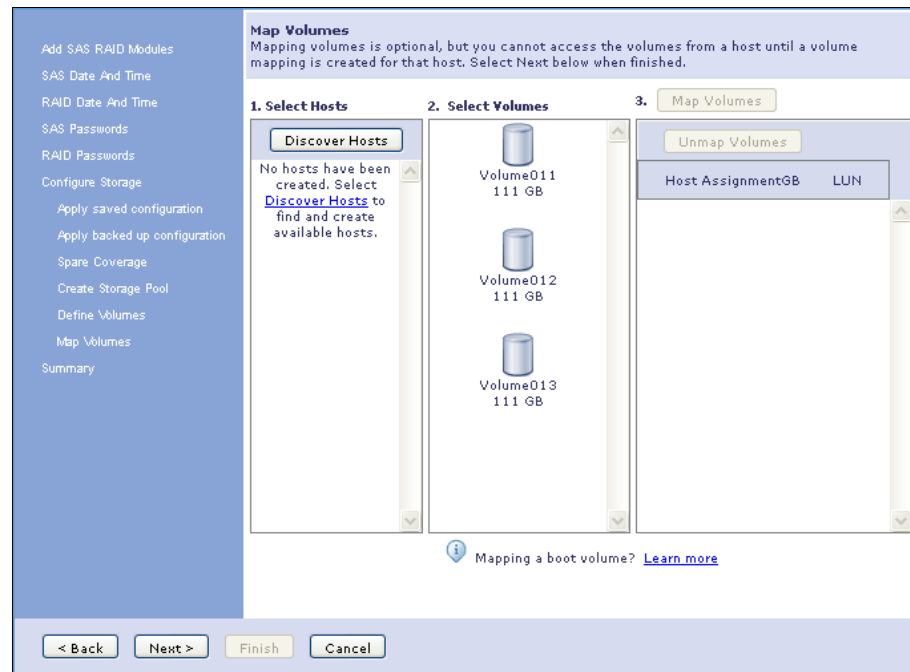 Add SAS RAID Modules
SAS Date And Time
RAID Date And Time
SAS Passwords
RAID Passwords
Configure Storage
Apply saved configuration
Apply backed up configuration
Spare Coverage
Create Storage Pool
Define Volumes
Map Volumes
Summary
Map Volumes
Mapping volumes is optional, but you cannot access the volumes from a host until a volume
mapping is created for that host. Select Next below when finished.
1. Select Hosts
Discover Hosts
No hosts have been
created. Select
Discover Hosts to
find and create
available hosts.
2. Select Volumes
Volume011
111 GB
Volume012
111 GB
Volume013
111 GB
3. Map Volumes
Unmap Volumes
Host AssignmentGB LUN
Mapping a boot volume? Learn more
< Back Next > Finish Cancel